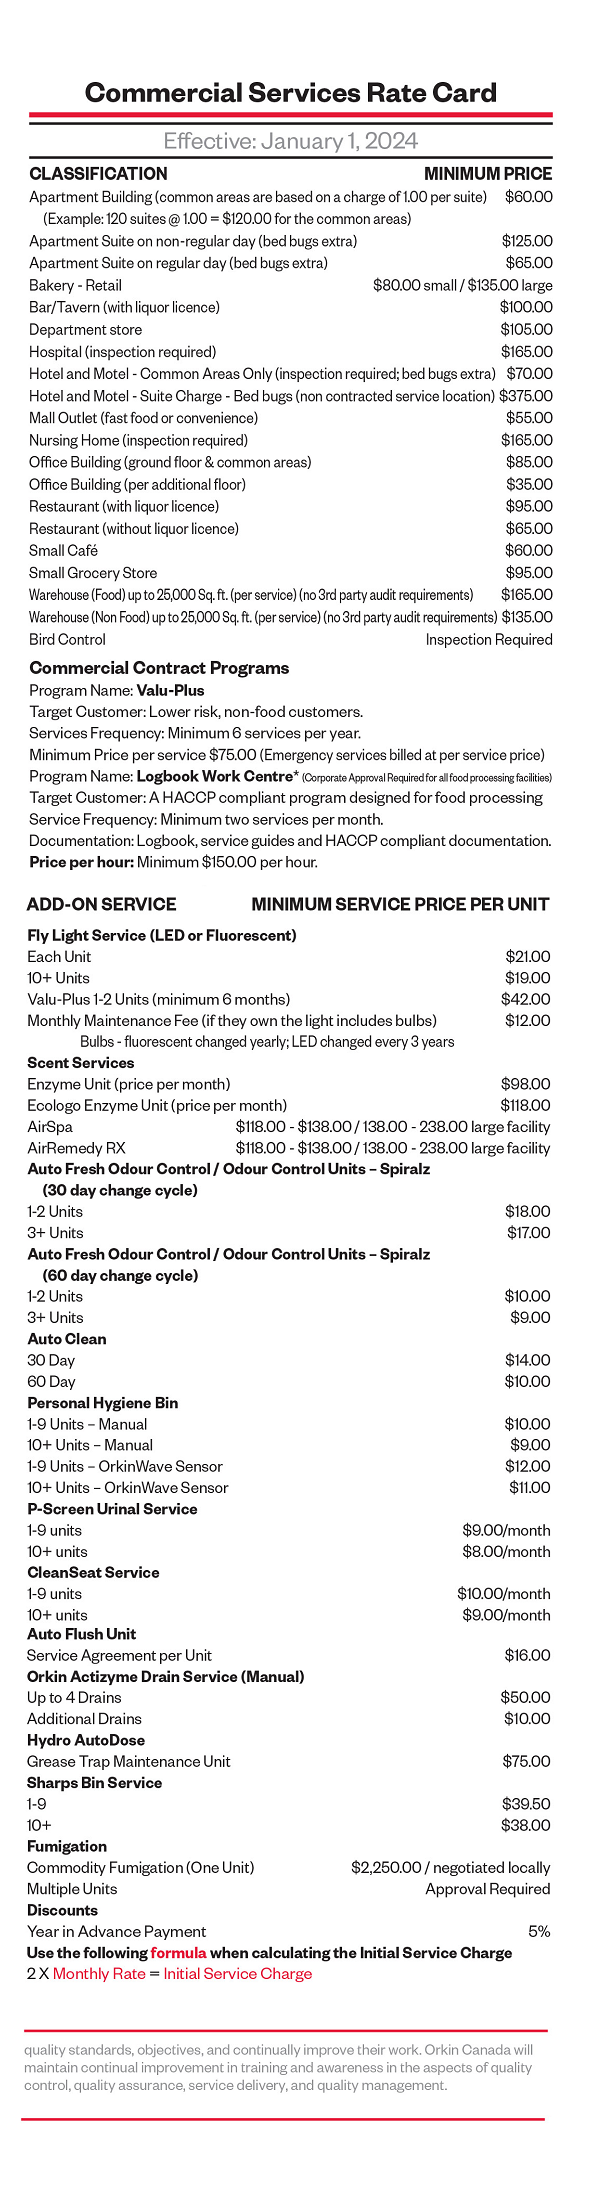 Commercial Services Rate Card
Effective: January 1, 2024
CLASSIFICATION MINIMUM PRICE
Apartment Building (common areas are based on a charge of 1.00 per suite) $60.00
(Example: 120 suites @ 1.00 = $120.00 for the common areas)
Apartment Suite on non-regular day (bed bugs extra) $125.00
Apartment Suite on regular day (bed bugs extra) $65.00
Bakery - Retail $80.00 small / $135.00 large
Bar/Tavern (with liquor licence) $100.00
Department store $105.00
Hospital (inspection required) $165.00
Hotel and Motel - Common Areas Only (inspection required; bed bugs extra) $70.00
Hotel and Motel - Suite Charge - Bed bugs (non contracted service location) $375.00
Mall Outlet (fast food or convenience) $55.00
Nursing Home (inspection required) $165.00
Office Building (ground floor & common areas) $85.00
Office Building (per additional floor) $35.00
Restaurant (with liquor licence) $95.00
Restaurant (without liquor licence) $65.00
Small Café $60.00
Small Grocery Store $95.00
Warehouse (Food) up to 25,000 Sq. ft. (per service) (no 3rd party audit requirements) $165.00
Warehouse (Non Food) up to 25,000 Sq. ft. (per service) (no 3rd party audit requirements) $135.00
Bird Control Inspection Required
Commercial Contract Programs
Program Name: Valu-Plus
Target Customer: Lower risk, non-food customers.
Services Frequency: Minimum 6 services per year.
Minimum Price per service $75.00 (Emergency services billed at per service price)
Program Name: Logbook Work Centre* (Corporate Approval Required for all food processing facilities)
Target Customer: A HACCP compliant program designed for food processing
Service Frequency: Minimum two services per month.
Documentation: Logbook, service guides and HACCP compliant documentation.
Price per hour: Minimum $150.00 per hour.
ADD-ON SERVICE MINIMUM SERVICE PRICE PER UNIT
Fly Light Service (LED or Fluorescent)
Each Unit $21.00
10+ Units $19.00
Valu-Plus 1-2 Units (minimum 6 months) $42.00
Monthly Maintenance Fee (if they own the light includes bulbs) $12.00
Bulbs - fluorescent changed yearly; LED changed every 3 years
Scent Services
Enzyme Unit (price per month) $98.00
Ecologo Enzyme Unit (price per month) $118.00
AirSpa $118.00 - $138.00 / 138.00 - 238.00 large facility
AirRemedy RX $118.00 - $138.00 / 138.00 - 238.00 large facility
Auto Fresh Odour Control / Odour Control Units – Spiralz
(30 day change cycle)
1-2 Units $18.00
3+ Units $17.00
Auto Fresh Odour Control / Odour Control Units – Spiralz
(60 day change cycle)
1-2 Units $10.00
3+ Units $9.00
Auto Clean
30 Day $14.00
60 Day $10.00
Personal Hygiene Bin
1-9 Units – Manual $10.00
10+ Units – Manual $9.00
1-9 Units – OrkinWave Sensor $12.00
10+ Units – OrkinWave Sensor $11.00
P-Screen Urinal Service
1-9 units $9.00/month
10+ units $8.00/month
CleanSeat Service
1-9 units $10.00/month
10+ units $9.00/month
Auto Flush Unit
Service Agreement per Unit $16.00
Orkin Actizyme Drain Service (Manual)
Up to 4 Drains $50.00
Additional Drains $10.00
Hydro AutoDose
Grease Trap Maintenance Unit $75.00
Sharps Bin Service
1-9 $39.50
10+ $38.00
Fumigation
Commodity Fumigation (One Unit) $2,250.00 / negotiated locally
Multiple Units Approval Required
Discounts
Year in Advance Payment 5%
Use the following formula when calculating the Initial Service Charge
2 X Monthly Rate = Initial Service Charge
quality standards, objectives, and continually improve their work. Orkin Canada will
maintain continual improvement in training and awareness in the aspects of quality
control, quality assurance, service delivery, and quality management.